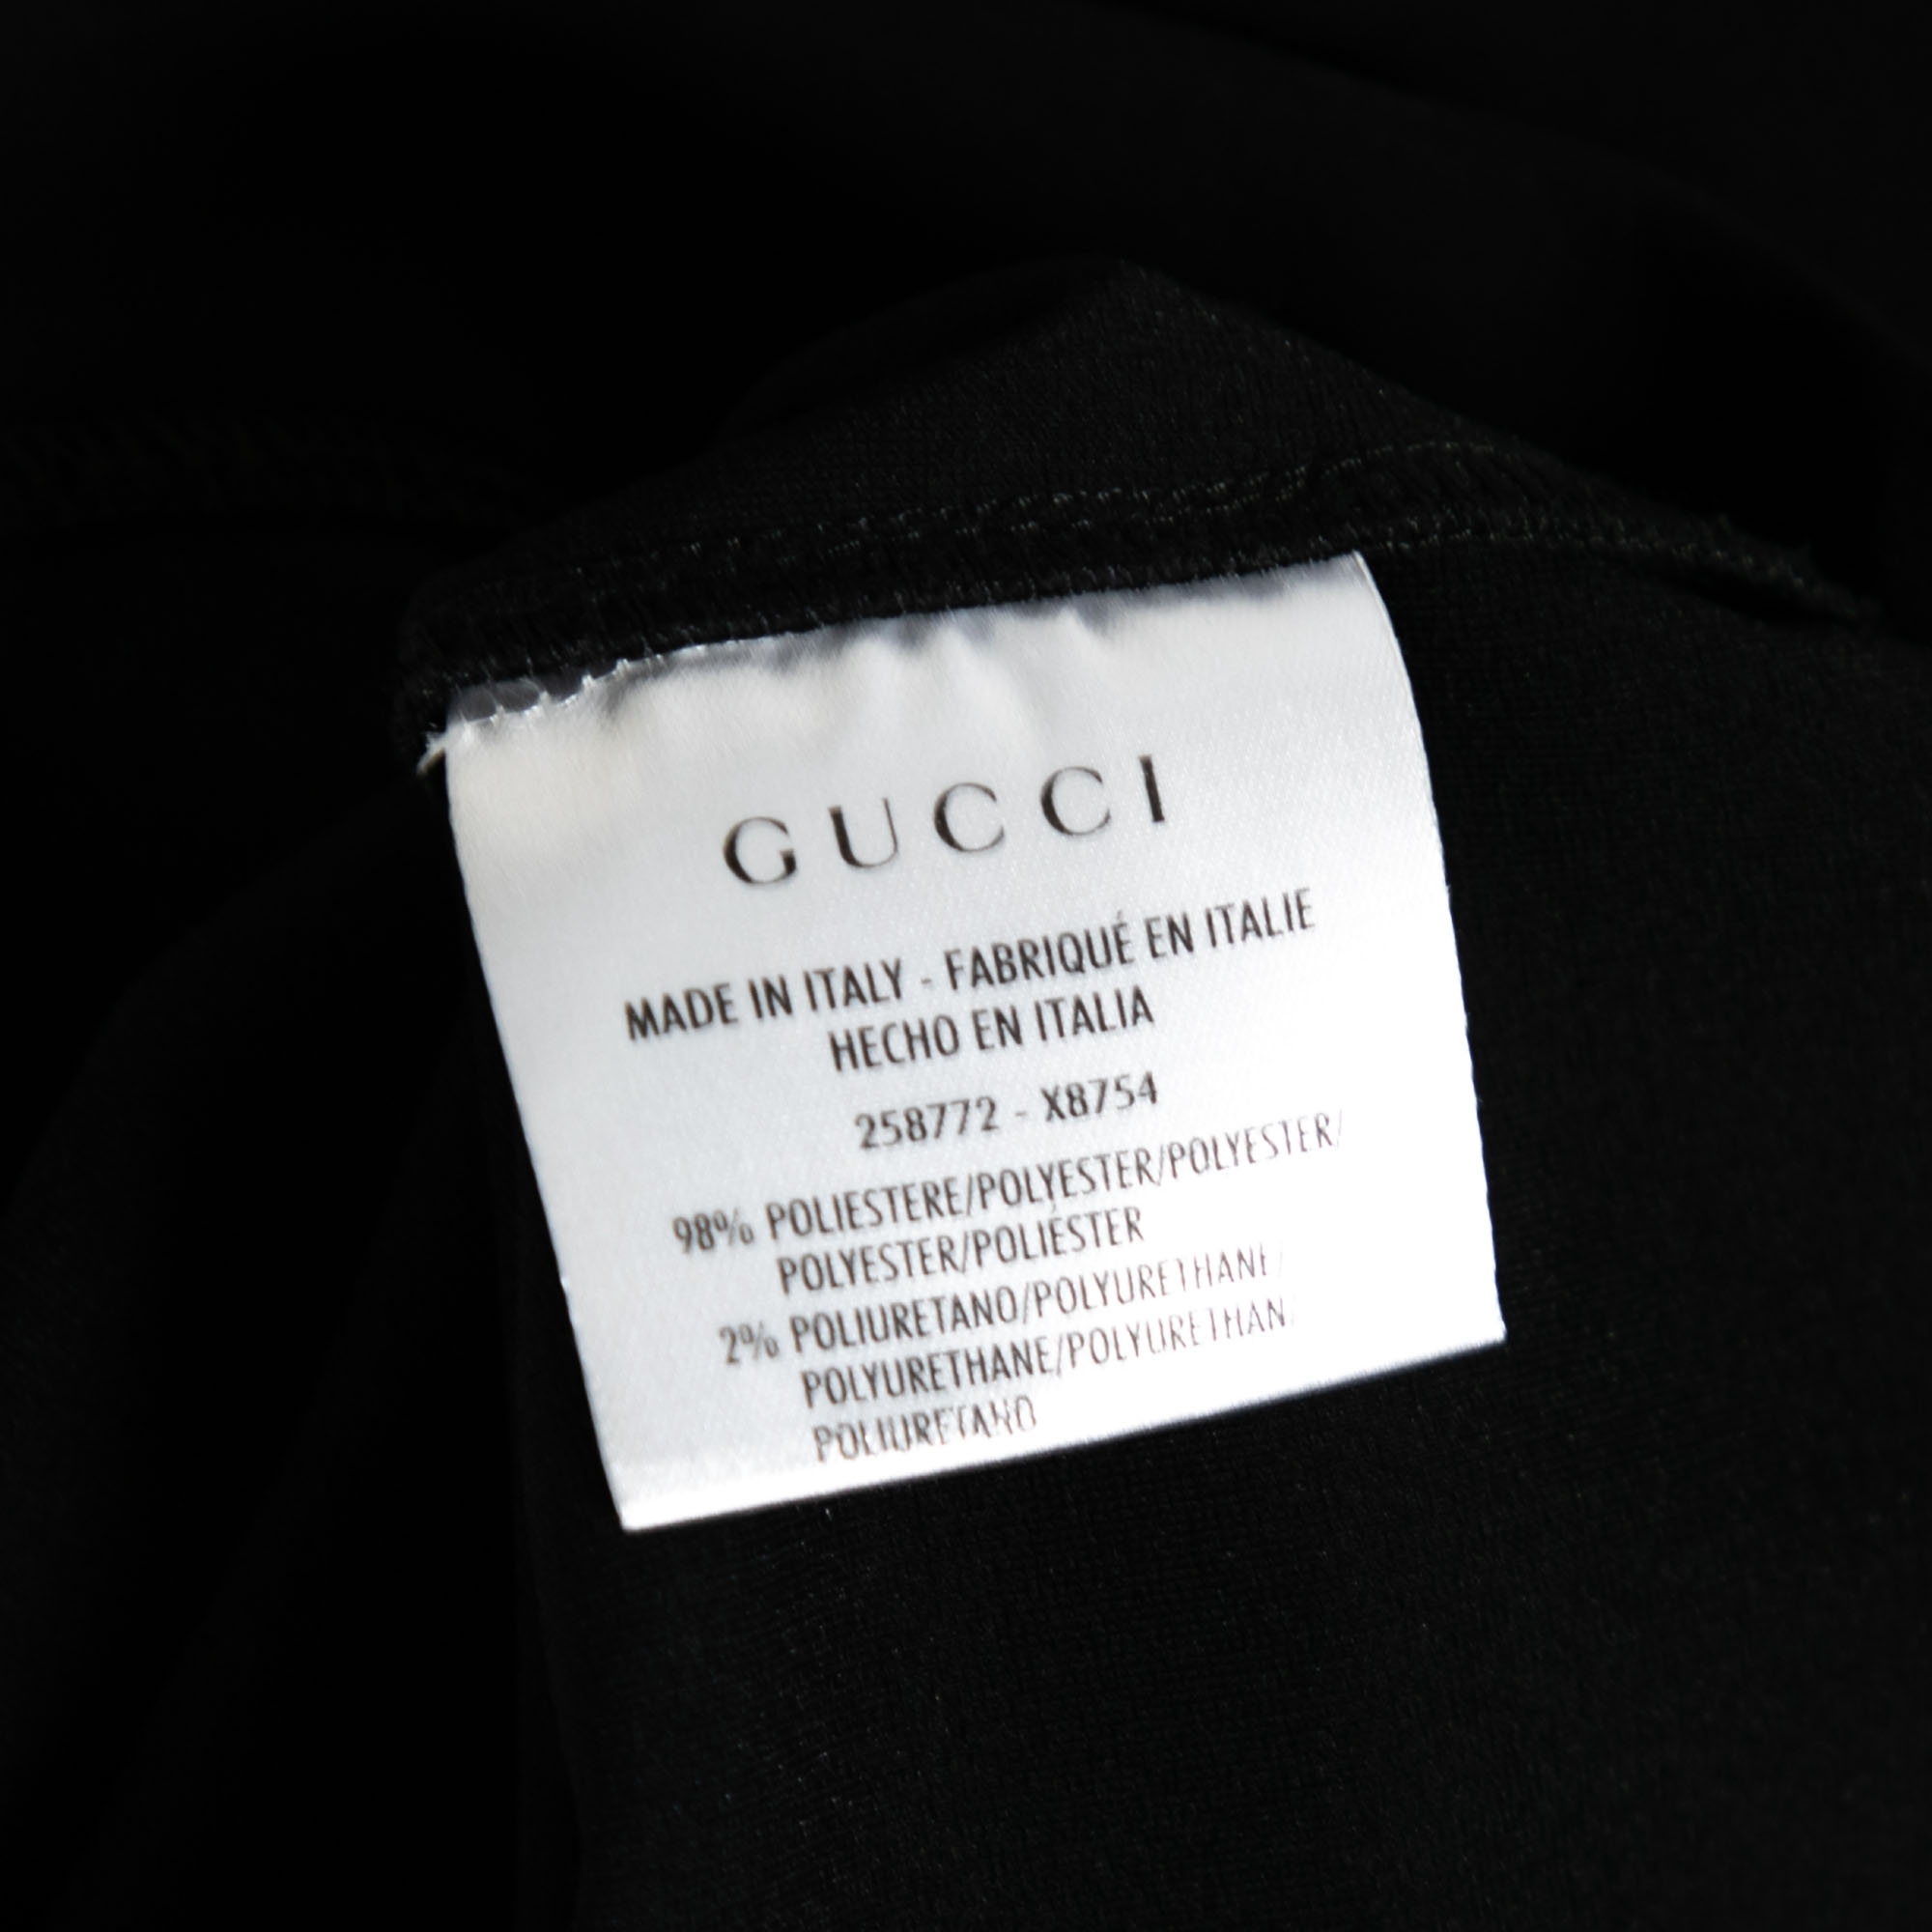 GUCCI
MADE IN ITALY - FABRIQUÉ EN ITALIE
HECHO EN ITALIA
258772 - X8754
98% POLIESTERE/POLYESTER/POLYESTER/
POLYESTER/POLIÉSTER
2% POLIURETANO/POLYURETHANE/
POLYURETHANE/POLYURETHAN/
POLIURETANO